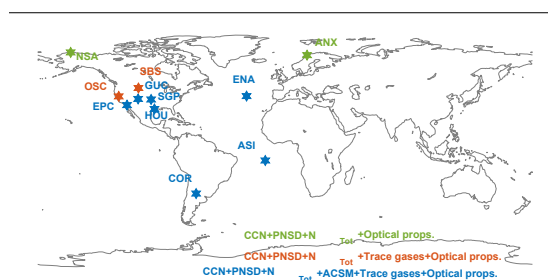 ANX
NSA
SBS
OSC
GUC
ENA
SGP
EPC
HOU
ASI
COR
CCN+PNSD+N Tot +Optical props.
CCN+PNSD+N Tot +Trace gases+Optical props.
CCN+PNSD+N Tot +ACSM+Trace gases+Optical props.